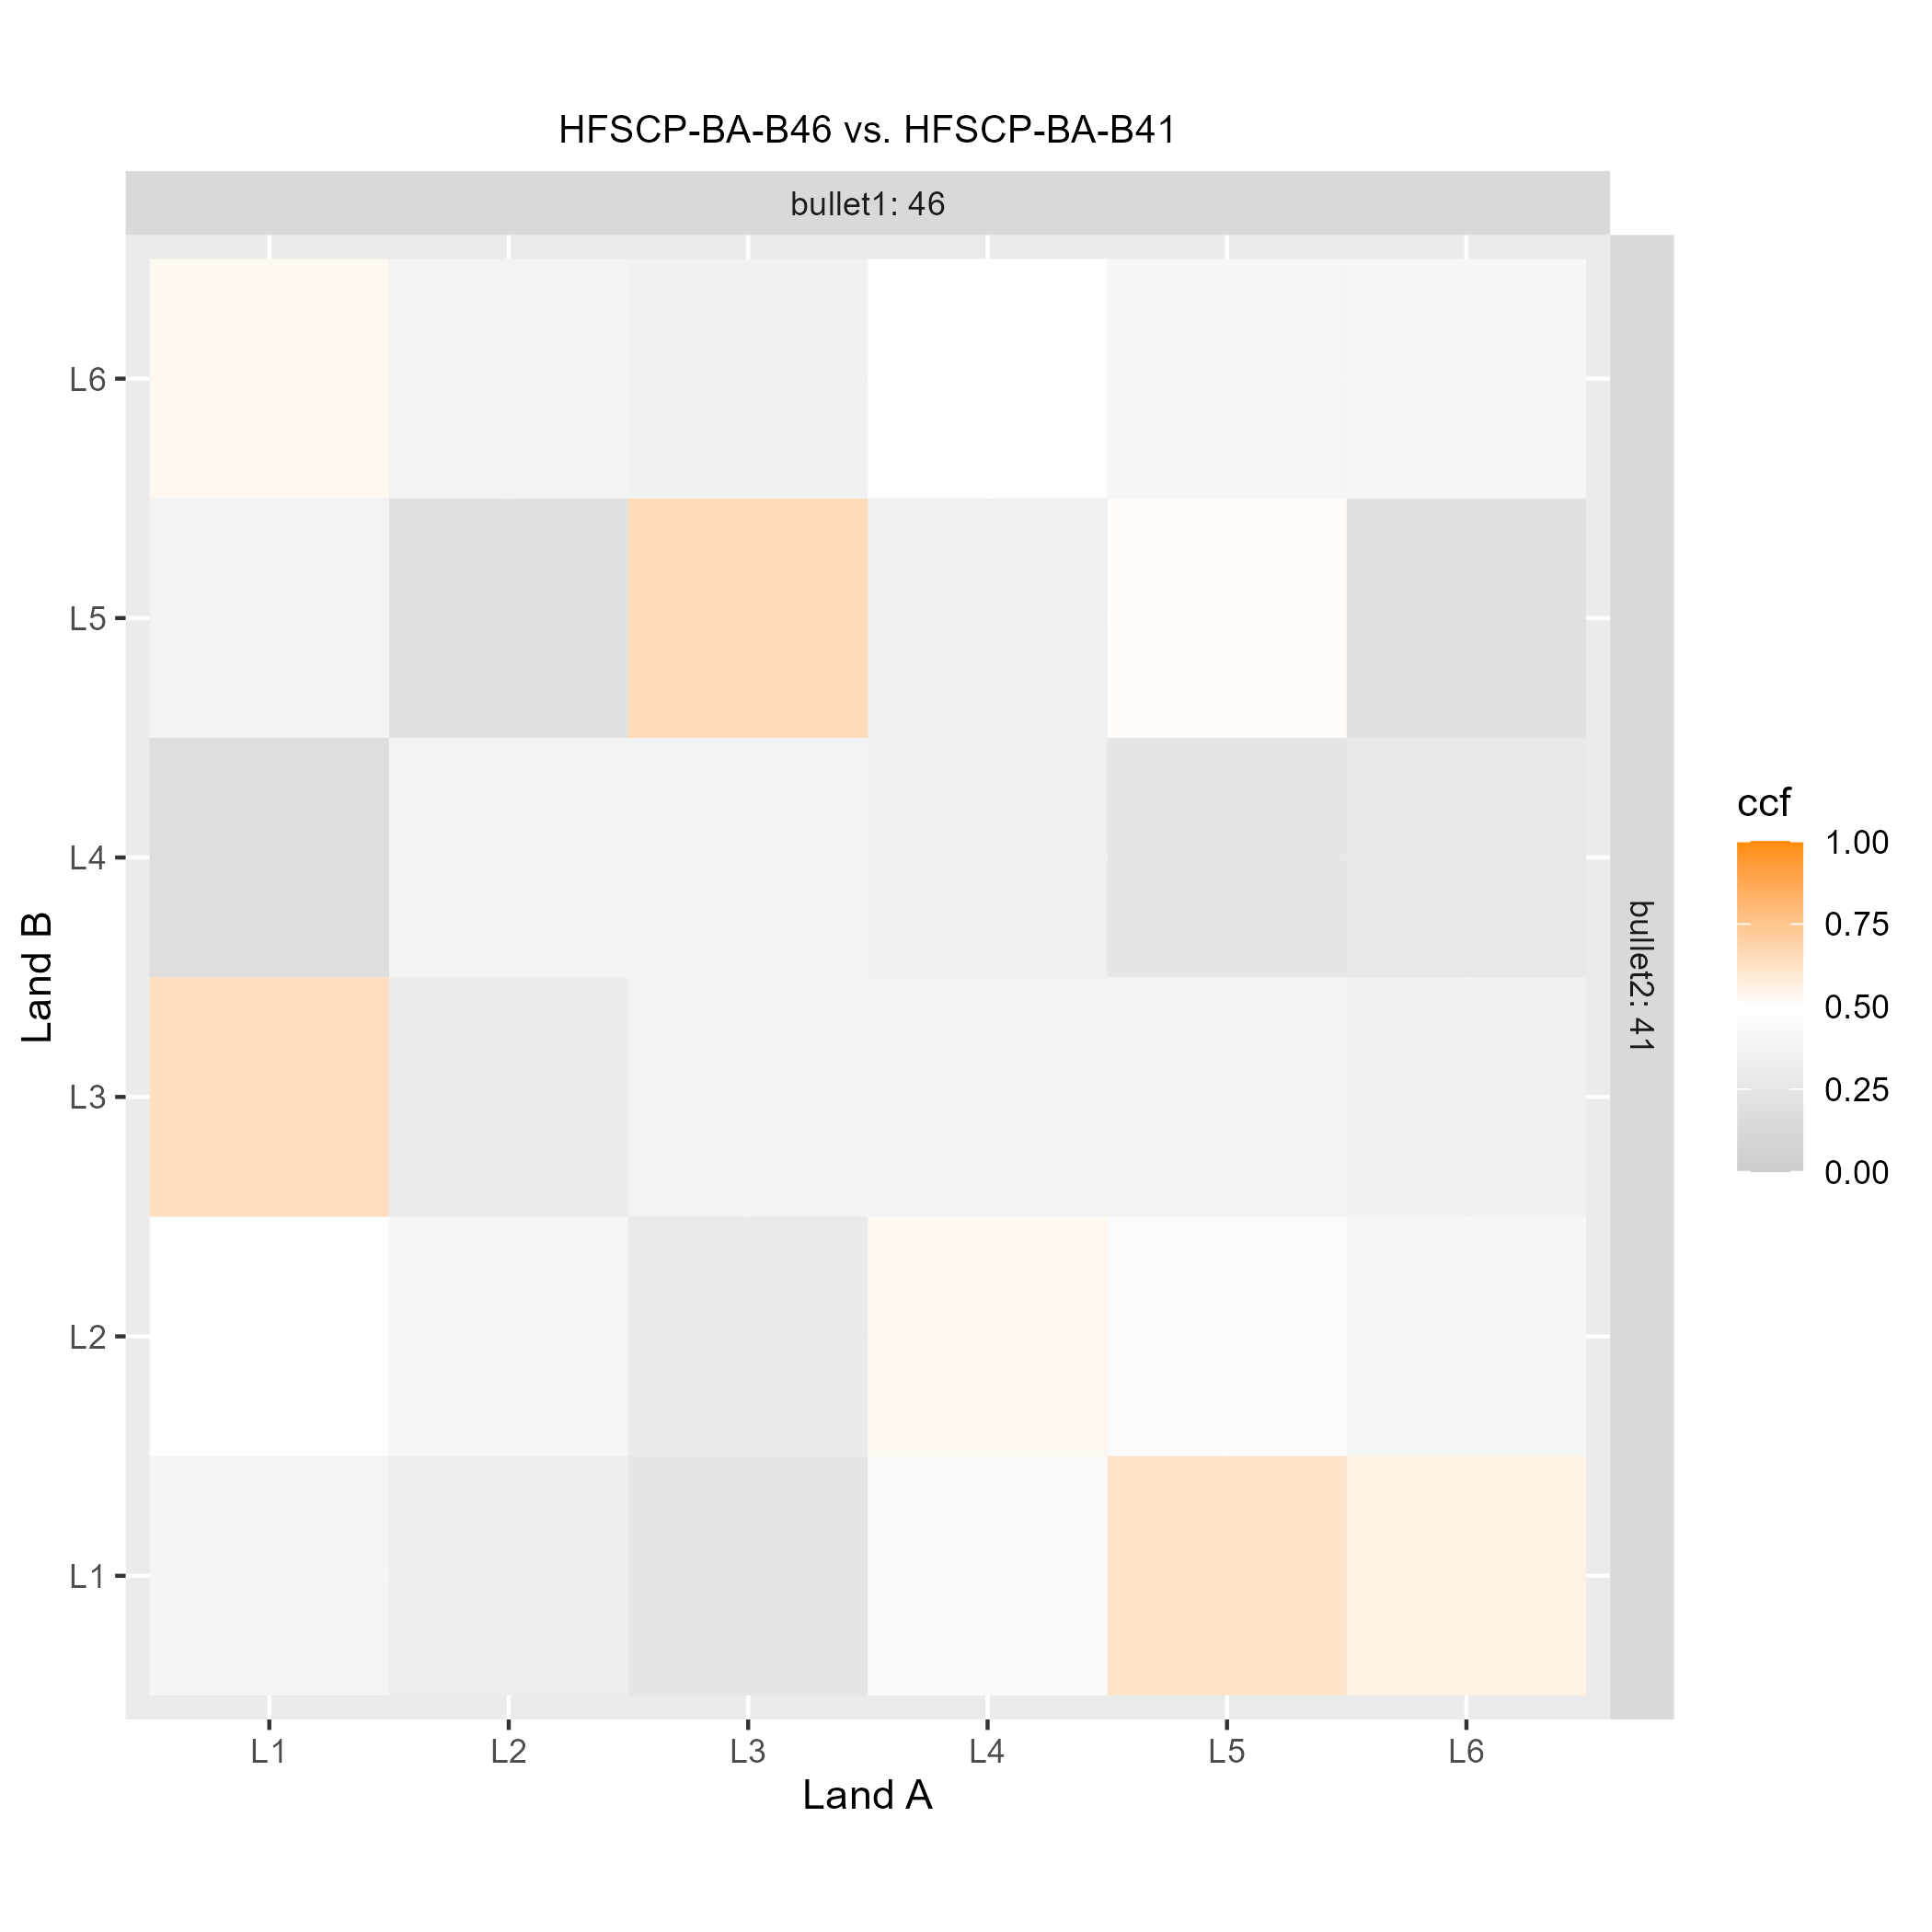 HFSCP-BA-B46 vs. HFSCP-BA-B41
bullet1: 46
L6
L5
L4
L3
L2
L1
Land B
bullet2: 41
L1 L2 L3 L4 L5 L6
Land A
ccf
1.00
0.75
0.50
0.25
0.00